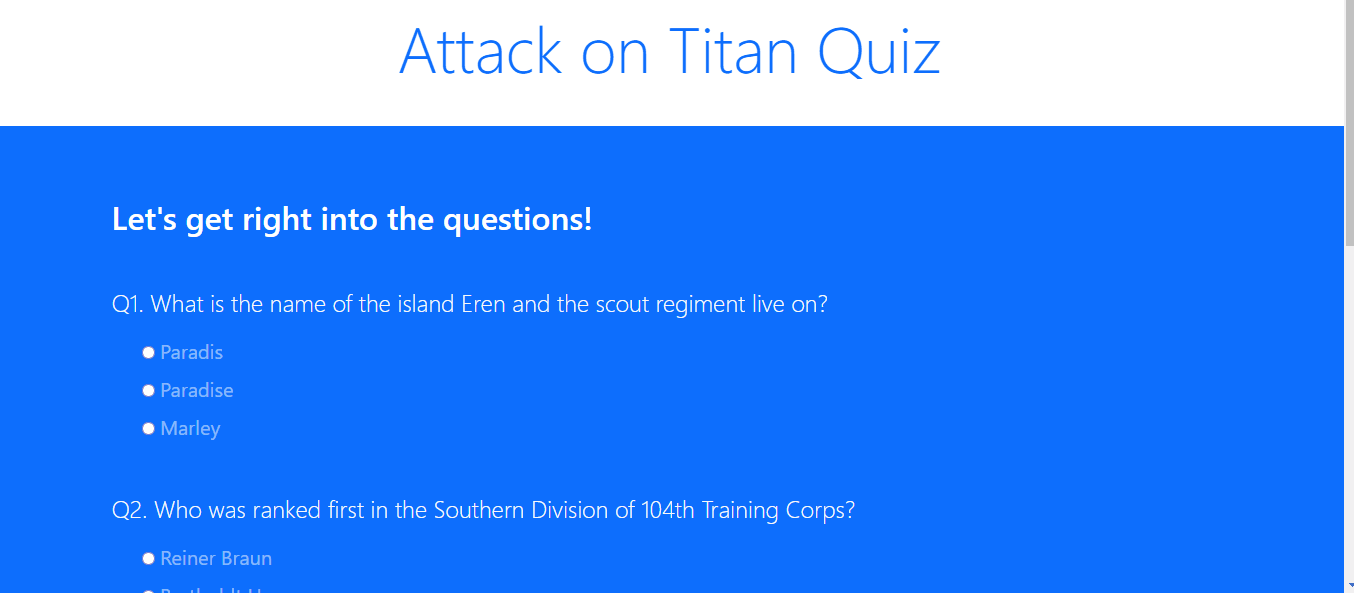 Attack on Titan Quiz
Let's get right into the questions!
Q1. What is the name of the island Eren and the scout regiment live on?
Paradis
Paradise
Marley
Q2. Who was ranked first in the Southern Division of 104th Training Corps?
Reiner Braun